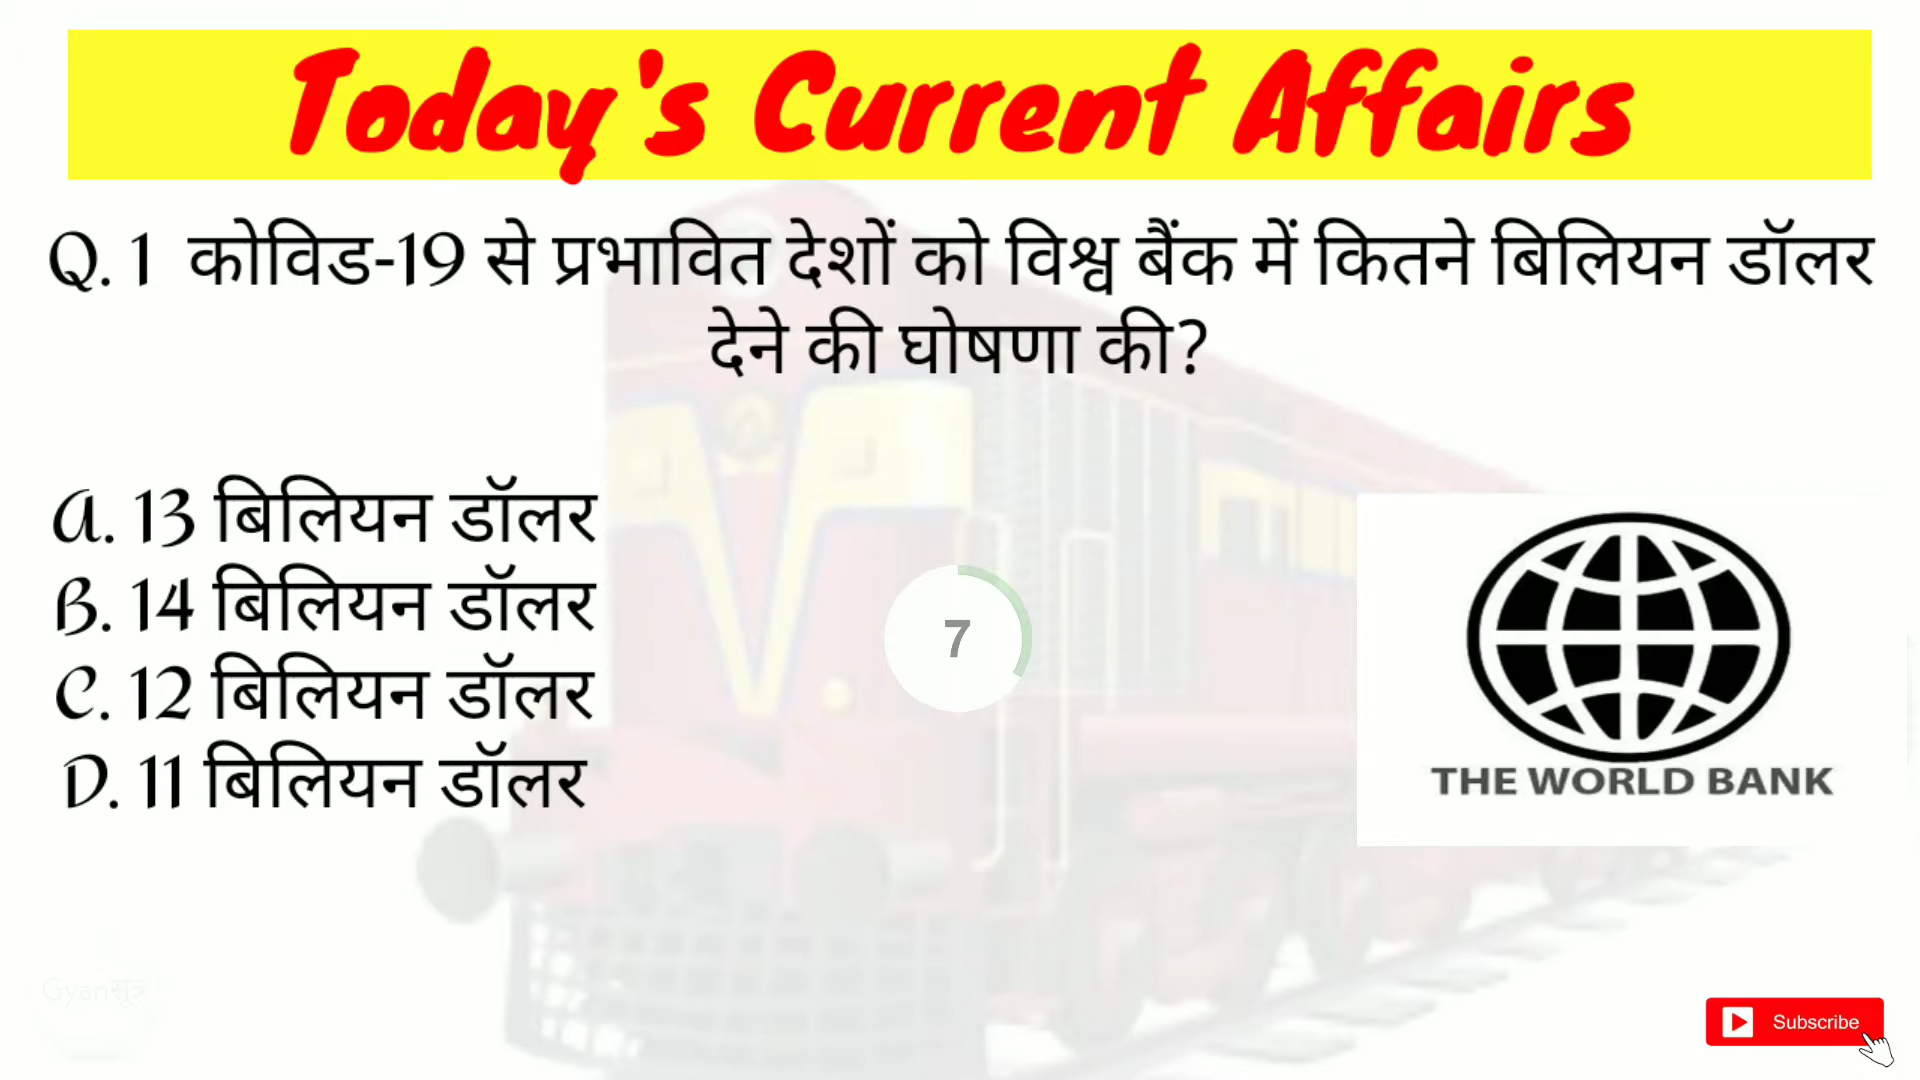 Today's Current Affairs
Q. 1 कोविड-19 से प्रभावित देशों को विश्व बैंक में कितने बिलियन डॉलर
देने की घोषणा की?
A. 13 बिलियन डॉलर
B. 14 बिलियन डॉलर
C. 12 बिलियन डॉलर
D. 11 बिलियन डॉलर
7
THE WORLD BANK
Gyanसूत्र
Subscribe